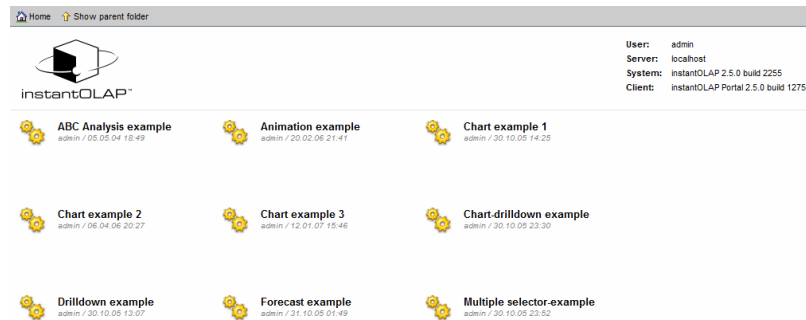 Home Show parent folder
User: admin
Server: localhost
System: instantOLAP 2.5.0 build 2255
Client: instantOLAP Portal 2.5.0 build 1275
instantOLAP™
ABC Analysis example
admin / 05.05.04 18:49
Animation example
admin / 20.02.06 21:41
Chart example 1
admin / 30.10.05 14:25
Chart example 2
admin / 06.04.06 20:27
Chart example 3
admin / 12.01.07 15:46
Chart-drilldown example
admin / 30.10.05 23:30
Drilldown example
admin / 30.10.05 13:07
Forecast example
admin / 31.10.05 01:49
Multiple selector-example
admin / 30.10.05 23:52